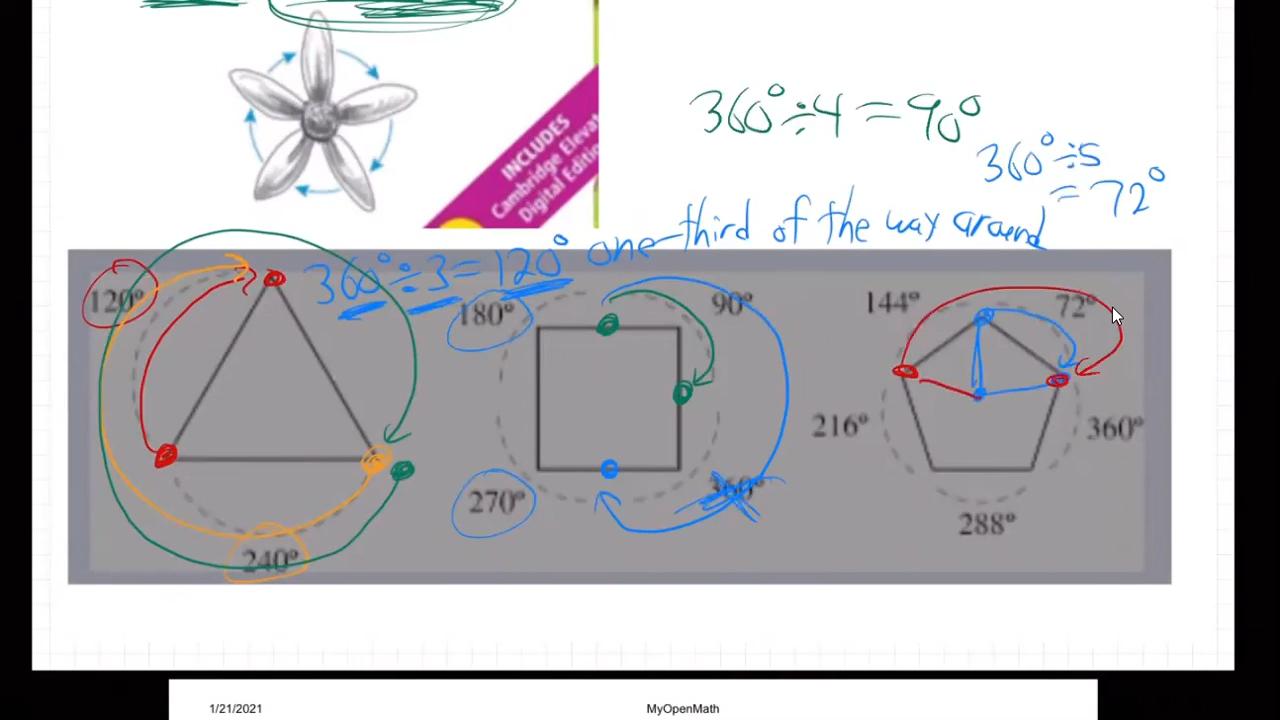 INCLUDES
Cambridge Elevat
Digital Editio
360° ÷ 4 = 90°
360° ÷ 5
= 72°
360° ÷ 3 = 120° one-third of the way around
120°
240°
180°
90°
270°
360°
144°
72°
216°
360°
288°
1/21/2021
MyOpenMath